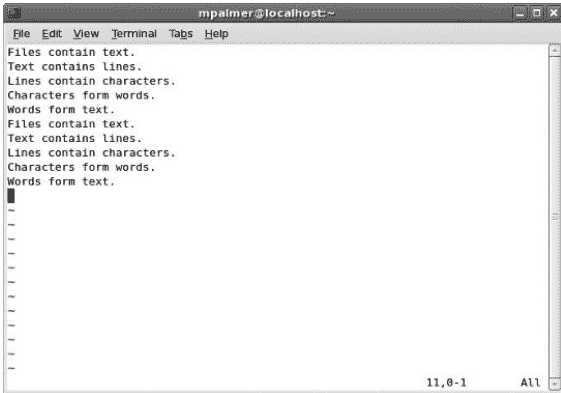 mpalmer@localhost:~
File Edit View Terminal Tabs Help
Files contain text.
Text contains lines.
Lines contain characters.
Characters form words.
Words form text.
Files contain text.
Text contains lines.
Lines contain characters.
Characters form words.
Words form text.
~
~
~
~
~
~
~
~
~
~
~
~
11,0-1 All